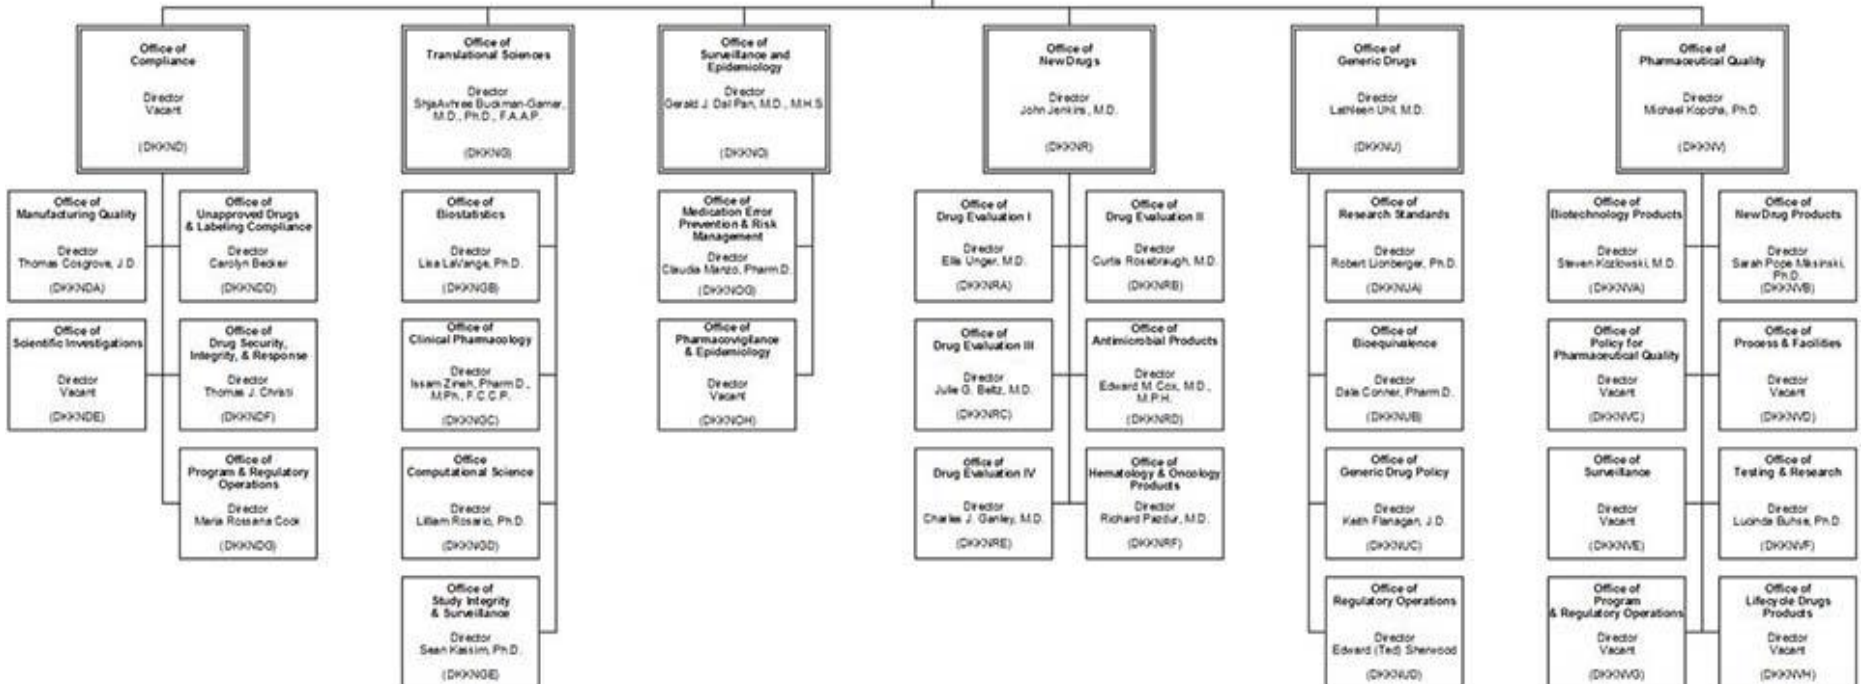 Office of
Compliance
Director
Vacant
(DKKND)
Office of
Translational Sciences
Director
ShaAvhree Buckman-Garner,
M.D., Ph.D., F.A.A.P.
(DKKNG)
Office of
Surveillance and
Epidemiology
Director
Gerald J. Dal Pan, M.D., M.H.S.
(DKKNO)
Office of
New Drugs
Director
John Jenkins, M.D.
(DKKNR)
Office of
Generic Drugs
Director
Kathleen Uhl, M.D.
(DKKNU)
Office of
Pharmaceutical Quality
Director
Michael Kopcha, Ph.D.
(DKKNV)
Office of
Manufacturing Quality
Director
Thomas Cosgrove, J.D.
(DKKNDA)
Office of
Unapproved Drugs
& Labeling Compliance
Director
Carolyn Becker
(DKKNDD)
Office of
Biostatistics
Director
Lisa LaVange, Ph.D.
(DKKNGB)
Office of
Medication Error
Prevention & Risk
Management
Director
Claudia Manzo, Pharm.D.
(DKKNOG)
Office of
Drug Evaluation I
Director
Ellis Unger, M.D.
(DKKNRA)
Office of
Drug Evaluation II
Director
Curtis Rosebraugh, M.D.
(DKKNRB)
Office of
Research Standards
Director
Robert Lionberger, Ph.D.
(DKKNUA)
Office of
Biotechnology Products
Director
Steven Kozlowski, M.D.
(DKKNVA)
Office of
New Drug Products
Director
Sarah Pope Miksinski,
Ph.D.
(DKKNVB)
Office of
Scientific Investigations
Director
Vacant
(DKKNDE)
Office of
Drug Security,
Integrity, & Response
Director
Thomas J. Christl
(DKKNDF)
Office of
Clinical Pharmacology
Director
Issam Zineh, Pharm.D.,
M.Ph., F.C.C.P.
(DKKNGC)
Office of
Pharmacovigilance
& Epidemiology
Director
Vacant
(DKKNOH)
Office of
Drug Evaluation III
Director
Julie G. Beitz, M.D.
(DKKNRC)
Office of
Antimicrobial Products
Director
Edward M. Cox, M.D.,
M.P.H.
(DKKNRD)
Office of
Bioequivalence
Director
Dale Conner, Pharm.D.
(DKKNUB)
Office of
Policy for
Pharmaceutical Quality
Director
Vacant
(DKKNVC)
Office of
Process & Facilities
Director
Vacant
(DKKNVD)
Office of
Program & Regulatory
Operations
Director
Maria Rossana Cook
(DKKNDG)
Office
Computational Science
Director
Lilliam Rosario, Ph.D.
(DKKNGD)
Office of
Drug Evaluation IV
Director
Charles J. Ganley, M.D.
(DKKNRE)
Office of
Hematology & Oncology
Products
Director
Richard Pazdur, M.D.
(DKKNRF)
Office of
Generic Drug Policy
Director
Keith Flanagan, J.D.
(DKKNUC)
Office of
Surveillance
Director
Vacant
(DKKNVE)
Office of
Testing & Research
Director
Lucinda Buhse, Ph.D.
(DKKNVF)
Office of
Study Integrity
& Surveillance
Director
Sean Kassim, Ph.D.
(DKKNGE)
Office of
Regulatory Operations
Director
Edward (Ted) Sherwood
(DKKNUD)
Office of
Program
& Regulatory Operations
Director
Vacant
(DKKNVG)
Office of
Lifecycle Drugs
Products
Director
Vacant
(DKKNVH)